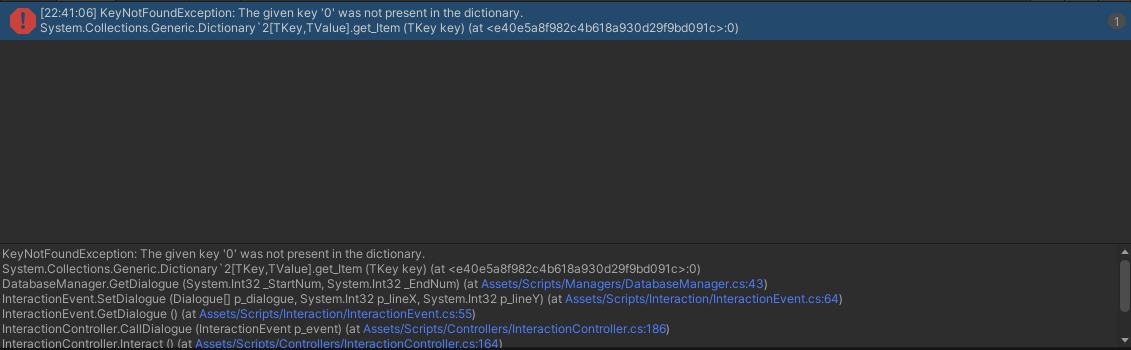 [22:41:06] KeyNotFoundException: The given key '0' was not present in the dictionary.
System.Collections.Generic.Dictionary`2[TKey,TValue].get_Item (TKey key) (at <e40e5a8f982c4b618a930d29f9bd091c>:0)
1
KeyNotFoundException: The given key '0' was not present in the dictionary.
System.Collections.Generic.Dictionary`2[TKey,TValue].get_Item (TKey key) (at <e40e5a8f982c4b618a930d29f9bd091c>:0)
DatabaseManager.GetDialogue (System.Int32 _StartNum, System.Int32 _EndNum) (at Assets/Scripts/Managers/DatabaseManager.cs:43)
InteractionEvent.SetDialogue (Dialogue[] p_dialogue, System.Int32 p_lineX, System.Int32 p_lineY) (at Assets/Scripts/Interaction/InteractionEvent.cs:64)
InteractionEvent.GetDialogue () (at Assets/Scripts/Interaction/InteractionEvent.cs:55)
InteractionController.CallDialogue (InteractionEvent p_event) (at Assets/Scripts/Controllers/InteractionController.cs:186)
InteractionController.Interact () (at Assets/Scripts/Controllers/InteractionController.cs:164)